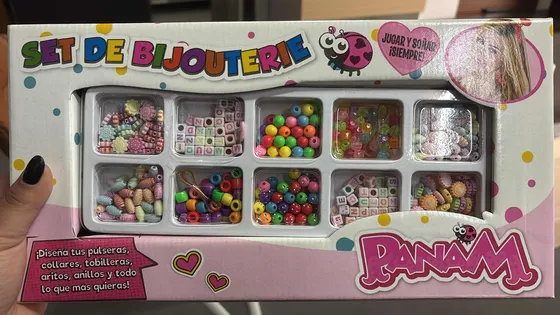 SET DE BIJOUTERIE
JUGAR Y SOÑAR
¡SIEMPRE!
¡Diseña tus pulseras,
collares, tobilleras,
aritos, anillos y todo
lo que mas quieras!
PANAM